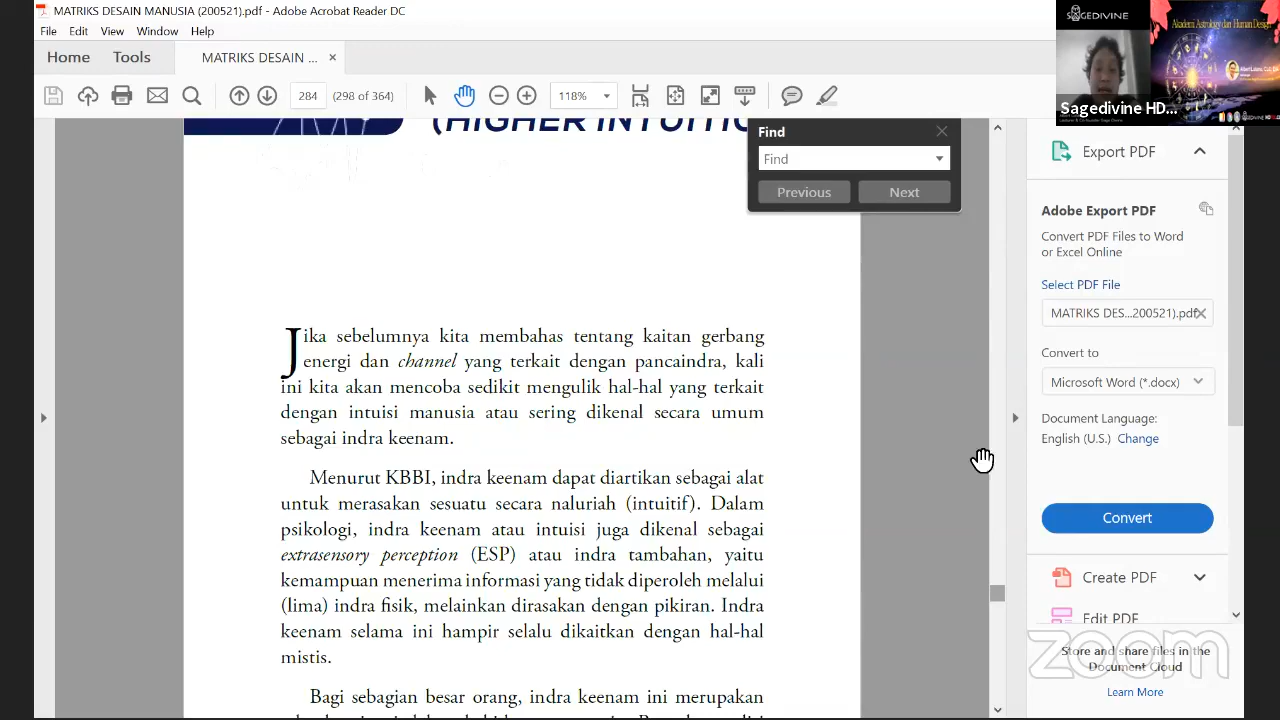 MATRIKS DESAIN MANUSIA (200521).pdf - Adobe Acrobat Reader DC
File Edit View Window Help
Home Tools MATRIKS DESAIN ... ×
284 (298 of 364) 118%
(HIGHER INTUITIO
Find
Find
Previous Next
Jika sebelumnya kita membahas tentang kaitan gerbang
energi dan channel yang terkait dengan pancaindra, kali
ini kita akan mencoba sedikit mengulik hal-hal yang terkait
dengan intuisi manusia atau sering dikenal secara umum
sebagai indra keenam.
Menurut KBBI, indra keenam dapat diartikan sebagai alat
untuk merasakan sesuatu secara naluriah (intuitif). Dalam
psikologi, indra keenam atau intuisi juga dikenal sebagai
extrasensory perception (ESP) atau indra tambahan, yaitu
kemampuan menerima informasi yang tidak diperoleh melalui
(lima) indra fisik, melainkan dirasakan dengan pikiran. Indra
keenam selama ini hampir selalu dikaitkan dengan hal-hal
mistis.
Bagi sebagian besar orang, indra keenam ini merupakan
SAGEDIVINE
Akademi Astrology dan Human Design
Sagedivine HD...
Export PDF
Adobe Export PDF
Convert PDF Files to Word
or Excel Online
Select PDF File
MATRIKS DES...200521).pdf
Convert to
Microsoft Word (*.docx)
Document Language:
English (U.S.) Change
Convert
Create PDF
Edit PDF
Store and share files in the
Document Cloud
Learn More
zoom